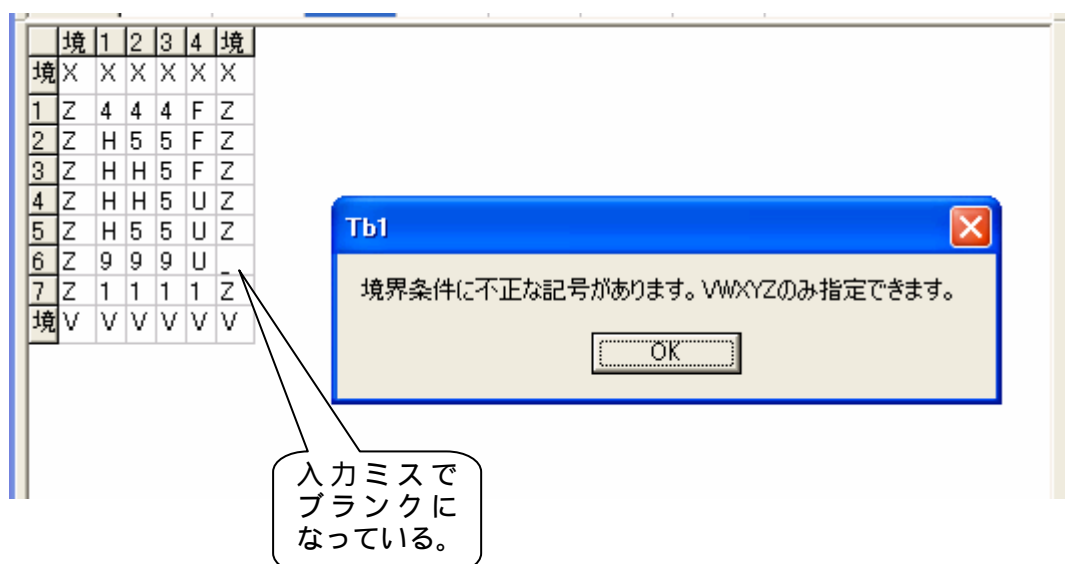 境 1 2 3 4 境
境 X X X X X X
1 Z 4 4 4 F Z
2 Z H 5 5 F Z
3 Z H H 5 F Z
4 Z H H 5 U Z
5 Z H 5 5 U Z
6 Z 9 9 9 U _
7 Z 1 1 1 1 Z
境 V V V V V V
Tb1
境界条件に不正な記号があります。VWXYZのみ指定できます。
OK
入力ミスで
ブランクに
なっている。